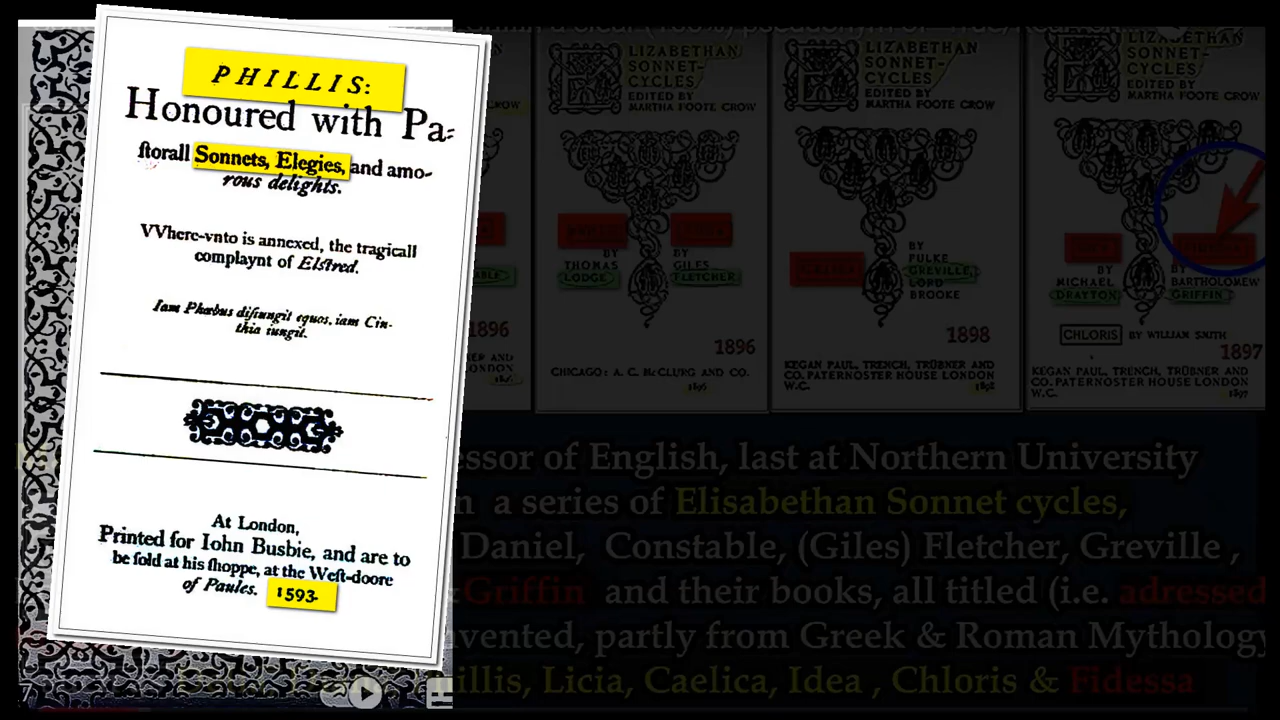 PHILLIS:
Honoured with Pa-
ſtorall Sonnets, Elegies, and amo-
rous delights.
VVhere-vnto is annexed, the tragicall
complaynt of Elſtred.
Iam Phœbus diſiungit equos, iam Cin-
thia iungit.
At London,
Printed for Iohn Busbie, and are to
be ſold at his ſhoppe, at the Weſt-doore
of Paules. 1593.
CROW
1896
LIZABETHAN
SONNET-
CYCLES
EDITED BY
MARTHA FOOTE CROW
BY
THOMAS
LODGE
BY
GILES
FLETCHER
1896
CHICAGO: A. C. McCLURG AND CO.
1896
LIZABETHAN
SONNET-
CYCLES
EDITED BY
MARTHA FOOTE CROW
BY
FULKE
GREVILLE,
LORD
BROOKE
1898
KEGAN PAUL, TRENCH, TRÜBNER AND
CO. PATERNOSTER HOUSE LONDON
W.C.
1898
LIZABETHAN
SONNET-
CYCLES
EDITED BY
MARTHA FOOTE CROW
BY
MICHAEL
DRAYTON
BY
BARTHOLOMEW
GRIFFIN
CHLORIS BY WILLIAM SMITH
1897
KEGAN PAUL, TRENCH, TRÜBNER AND
CO. PATERNOSTER HOUSE LONDON
W.C.
1897
essor of English, last at Northern University
a series of Elisabethan Sonnet cycles,
Daniel, Constable, (Giles) Fletcher, Greville ,
Griffin and their books, all titled (i.e. adressed
nvented, partly from Greek & Roman Mythology
illis, Licia, Caelica, Idea , Chloris & Fidessa